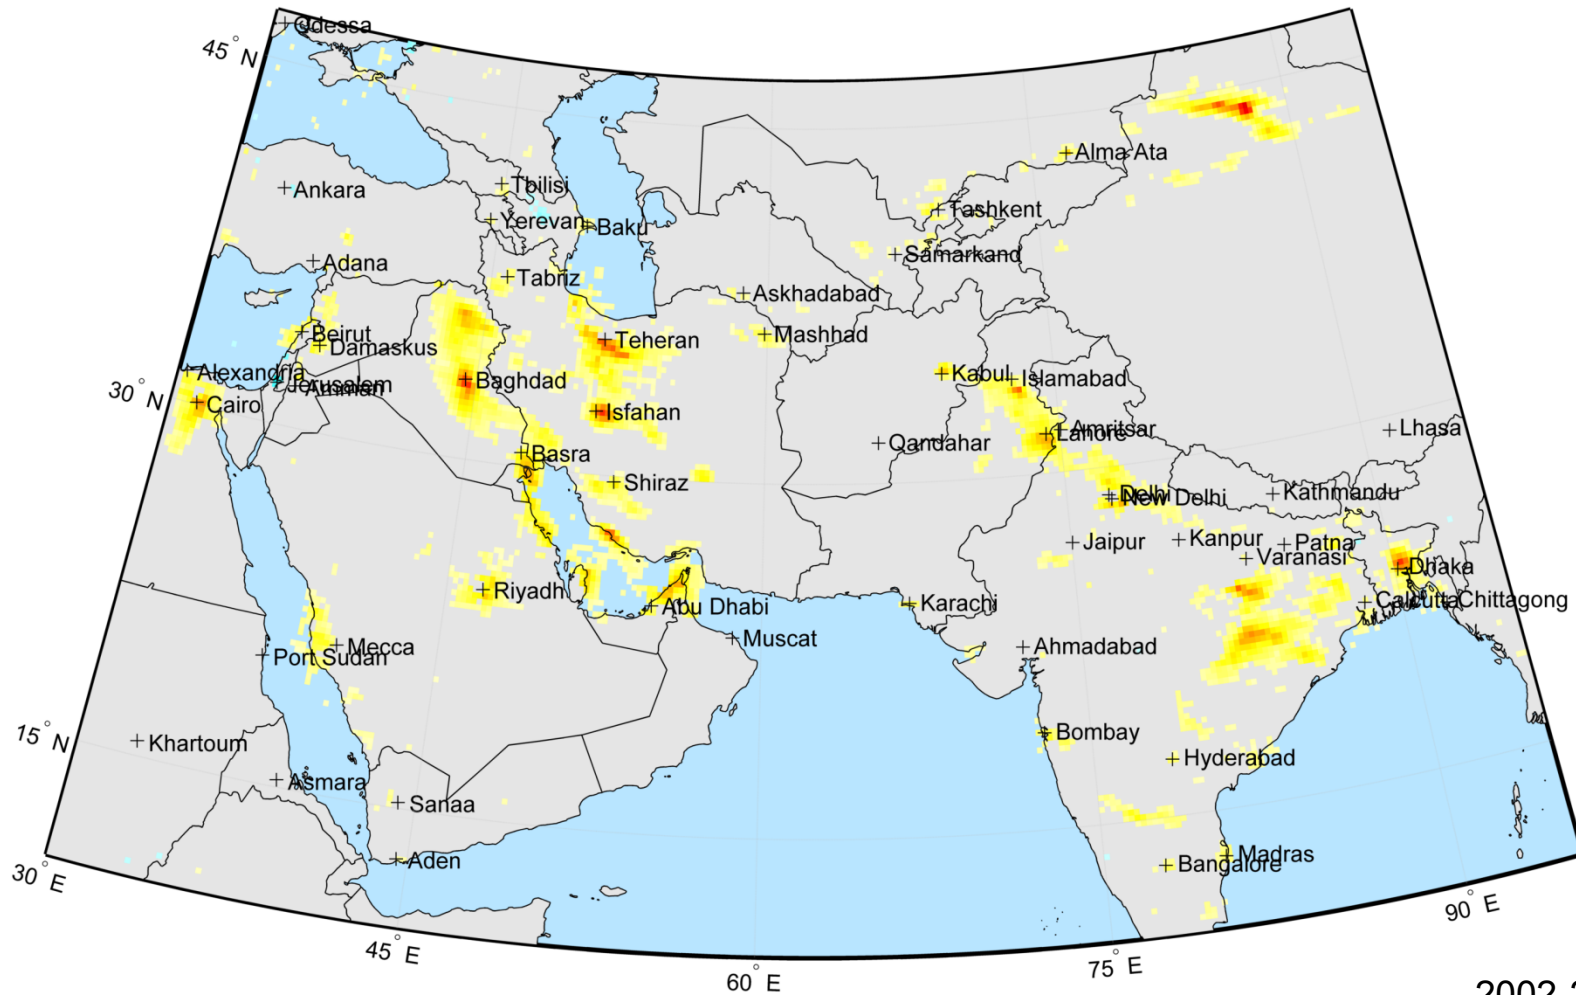 Odessa
45° N
Alma Ata
Ankara
Tbilisi
Tashkent
Yerevan
Baku
Samarkand
Adana
Tabriz
Askhadabad
Beirut
Damaskus
Teheran
Mashhad
Alexandria
Jerusalem
Amman
Baghdad
Kabul
Islamabad
30° N
Cairo
Isfahan
Amritsar
Lahore
Lhasa
Qandahar
Basra
Shiraz
Delhi
New Delhi
Kathmandu
Jaipur
Kanpur
Patna
Varanasi
Dhaka
Riyadh
Abu Dhabi
Karachi
Calcutta
Chittagong
Muscat
Mecca
Port Sudan
Ahmadabad
15° N
Khartoum
Bombay
Hyderabad
Asmara
Sanaa
Aden
Madras
Bangalore
30° E
45° E
60° E
75° E
90° E